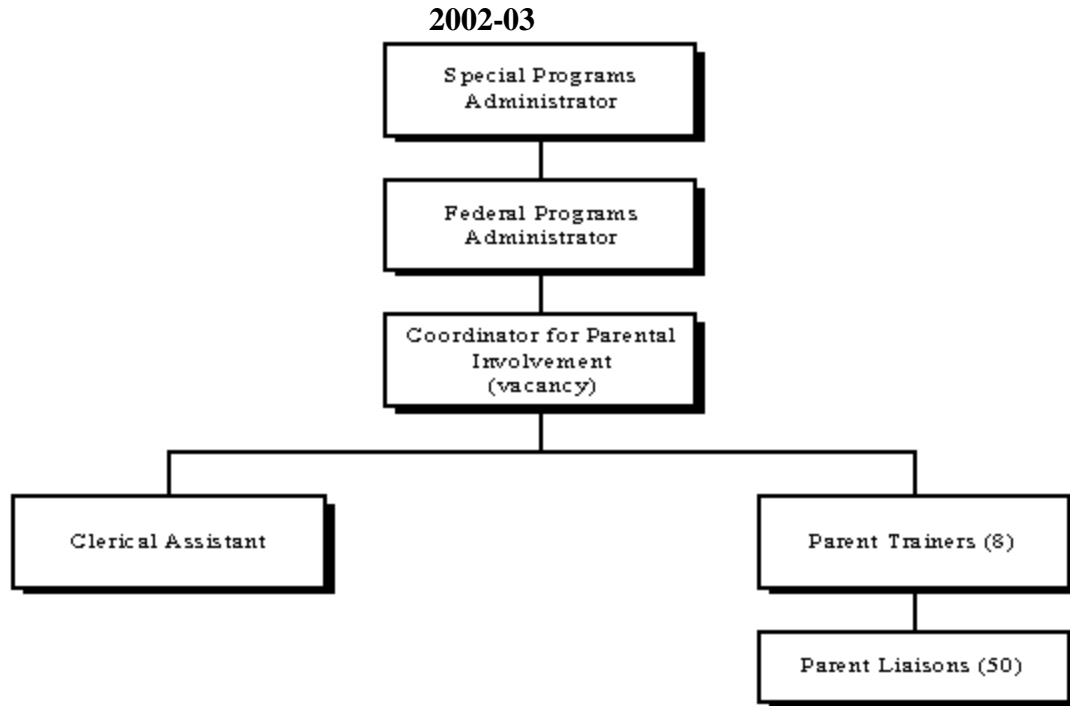 2002-03
Special Programs
Administrator
Federal Programs
Administrator
Coordinator for Parental
Involvement
(vacancy)
Clerical Assistant
Parent Trainers (8)
Parent Liaisons (50)